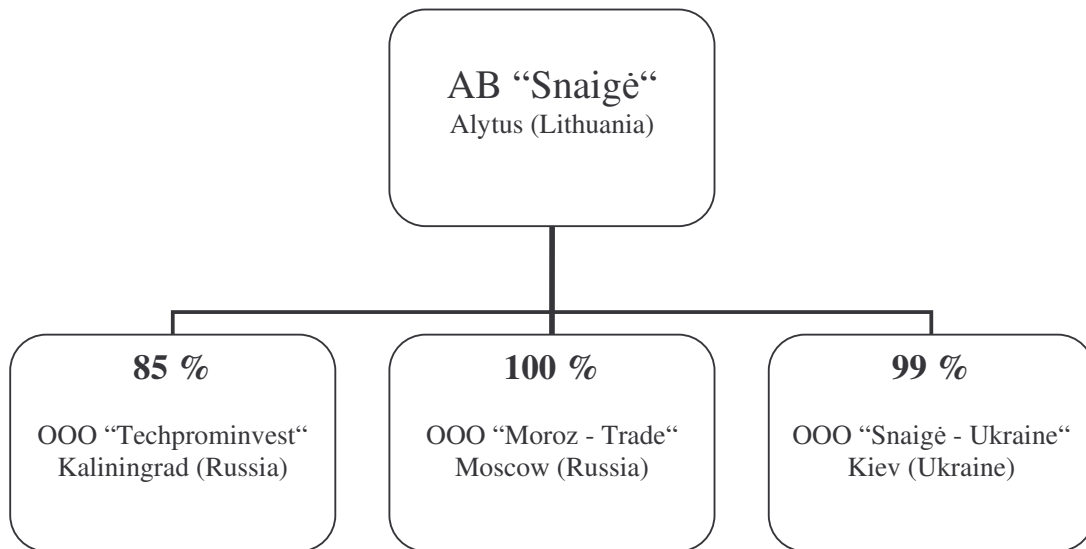 AB “Snaigė“
Alytus (Lithuania)
85 %
OOO “Techprominvest“
Kaliningrad (Russia)
100 %
OOO “Moroz - Trade“
Moscow (Russia)
99 %
OOO “Snaigė - Ukraine“
Kiev (Ukraine)